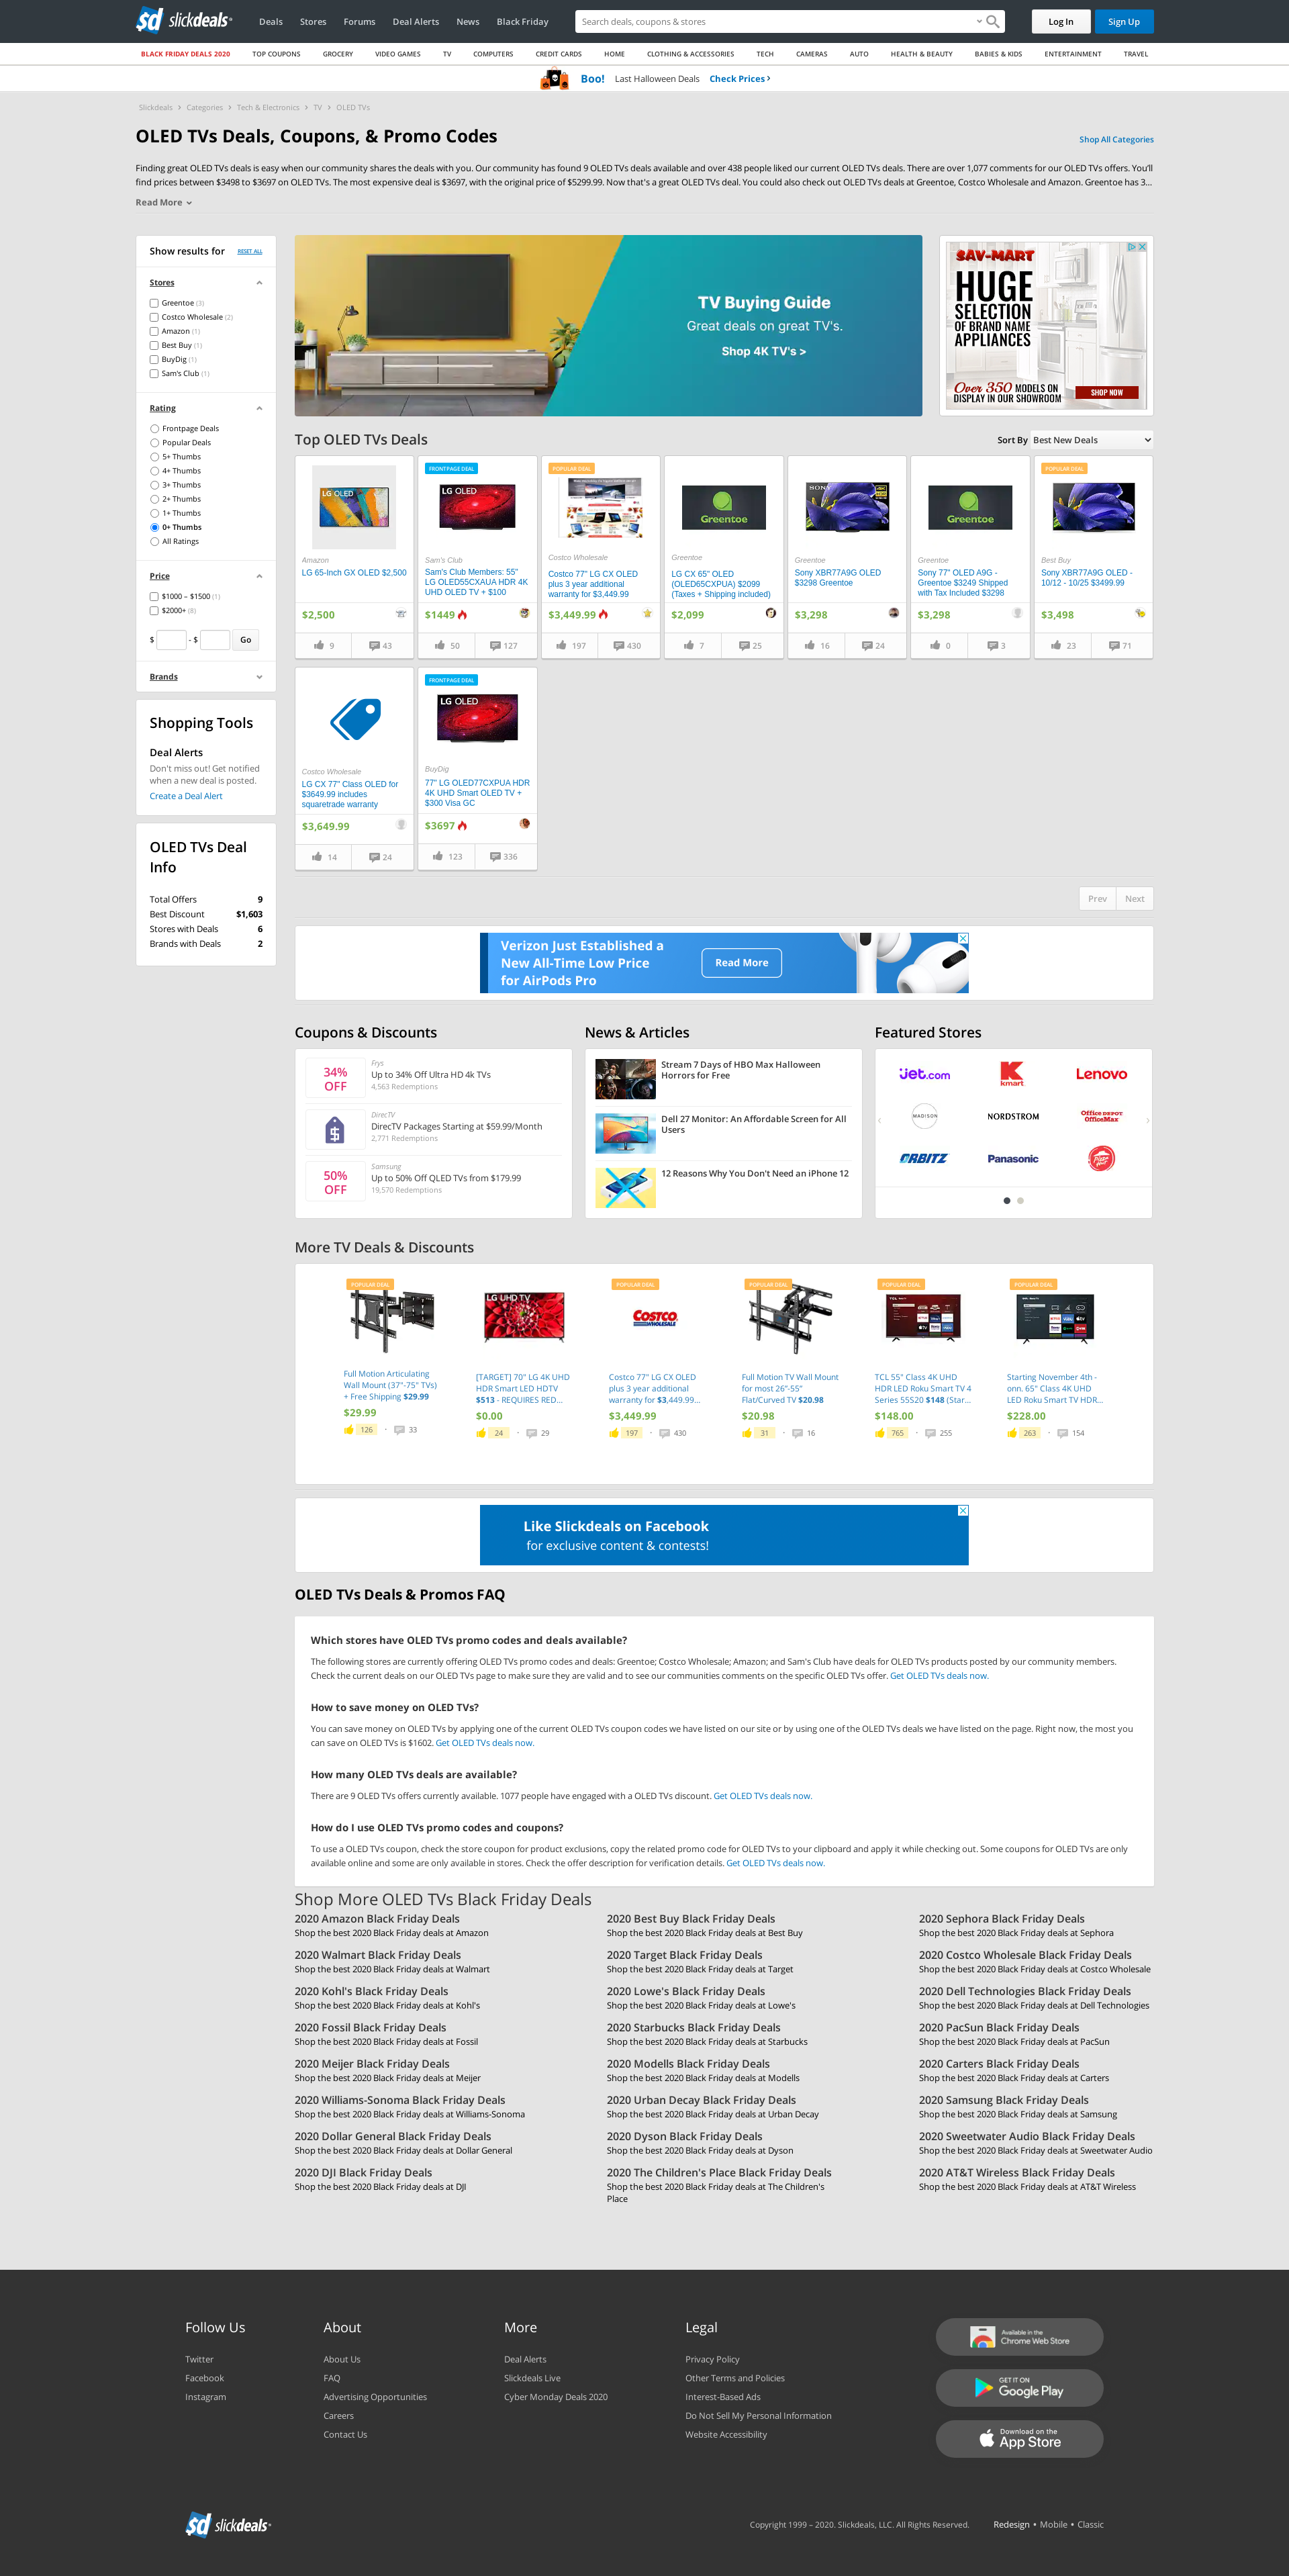 sd slickdeals
Deals Stores Forums Deal Alerts News Black Friday
Search deals, coupons & stores
Log In
Sign Up
BLACK FRIDAY DEALS 2020 TOP COUPONS GROCERY VIDEO GAMES TV COMPUTERS CREDIT CARDS HOME CLOTHING & ACCESSORIES TECH CAMERAS AUTO HEALTH & BEAUTY BABIES & KIDS ENTERTAINMENT TRAVEL
Boo! Last Halloween Deals Check Prices
Slickdeals > Categories > Tech & Electronics > TV > OLED TVs
OLED TVs Deals, Coupons, & Promo Codes
Shop All Categories
Finding great OLED TVs deals is easy when our community shares the deals with you. Our community has found 9 OLED TVs deals available and over 438 people liked our current OLED TVs deals. There are over 1,077 comments for our OLED TVs offers. You'll
find prices between $3498 to $3697 on OLED TVs. The most expensive deal is $3697, with the original price of $5299.99. Now that's a great OLED TVs deal. You could also check out OLED TVs deals at Greentoe, Costco Wholesale and Amazon. Greentoe has 3...
Read More
Show results for RESET ALL
Stores
Greentoe (3)
Costco Wholesale (2)
Amazon (1)
Best Buy (1)
BuyDig (1)
Sam's Club (1)
Rating
Frontpage Deals
Popular Deals
5+ Thumbs
4+ Thumbs
3+ Thumbs
2+ Thumbs
1+ Thumbs
0+ Thumbs
All Ratings
Price
$1000 – $1500 (1)
$2000+ (8)
$ - $ Go
Brands
Shopping Tools
Deal Alerts
Don't miss out! Get notified
when a new deal is posted.
Create a Deal Alert
OLED TVs Deal
Info
Total Offers 9
Best Discount $1,603
Stores with Deals 6
Brands with Deals 2
TV Buying Guide
Great deals on great TV's.
Shop 4K TV's >
SAV-MART
HUGE
SELECTION
OF BRAND NAME
APPLIANCES
Over 350 MODELS ON
DISPLAY IN OUR SHOWROOM
SHOP NOW
Top OLED TVs Deals
Sort By Best New Deals
LG OLED
Amazon
LG 65-Inch GX OLED $2,500
$2,500
9 43
FRONTPAGE DEAL
LG OLED
Sam's Club
Sam's Club Members: 55"
LG OLED55CXAUA HDR 4K
UHD OLED TV + $100
$1449
50 127
POPULAR DEAL
Costco Wholesale
Costco 77" LG CX OLED
plus 3 year additional
warranty for $3,449.99
$3,449.99
197 430
Greentoe
Greentoe
LG CX 65" OLED
(OLED65CXPUA) $2099
(Taxes + Shipping included)
$2,099
7 25
SONY
Greentoe
Sony XBR77A9G OLED
$3298 Greentoe
$3,298
16 24
Greentoe
Greentoe
Sony 77" OLED A9G -
Greentoe $3249 Shipped
with Tax Included $3298
$3,298
0 3
POPULAR DEAL
Best Buy
Sony XBR77A9G OLED -
10/12 - 10/25 $3499.99
$3,498
23 71
Costco Wholesale
LG CX 77" Class OLED for
$3649.99 includes
squaretrade warranty
$3,649.99
14 24
FRONTPAGE DEAL
LG OLED
BuyDig
77" LG OLED77CXPUA HDR
4K UHD Smart OLED TV +
$300 Visa GC
$3697
123 336
Prev Next
Verizon Just Established a
New All-Time Low Price
for AirPods Pro
Read More
Coupons & Discounts
34%
OFF
Frys
Up to 34% Off Ultra HD 4k TVs
4,563 Redemptions
DirecTV
DirecTV Packages Starting at $59.99/Month
2,771 Redemptions
50%
OFF
Samsung
Up to 50% Off QLED TVs from $179.99
19,570 Redemptions
News & Articles
Stream 7 Days of HBO Max Halloween
Horrors for Free
Dell 27 Monitor: An Affordable Screen for All
Users
12 Reasons Why You Don't Need an iPhone 12
Featured Stores
jet.com
Kmart
Lenovo
MADISON
NORDSTROM
Office DEPOT
OfficeMax
ORBITZ
Panasonic
Pizza Hut
More TV Deals & Discounts
POPULAR DEAL
Full Motion Articulating
Wall Mount (37"-75" TVs)
+ Free Shipping $29.99
$29.99
126 · 33
LG UHD TV
[TARGET] 70" LG 4K UHD
HDR Smart LED HDTV
$513 - REQUIRES RED...
$0.00
24 · 29
POPULAR DEAL
COSTCO
WHOLESALE
Costco 77" LG CX OLED
plus 3 year additional
warranty for $3,449.99...
$3,449.99
197 · 430
POPULAR DEAL
Full Motion TV Wall Mount
for most 26"-55"
Flat/Curved TV $20.98
$20.98
31 · 16
POPULAR DEAL
TCL 55" Class 4K UHD
HDR LED Roku Smart TV 4
Series 55S20 $148 (Star...
$148.00
765 · 255
POPULAR DEAL
Starting November 4th -
onn. 65" Class 4K UHD
LED Roku Smart TV HDR...
$228.00
263 · 154
Like Slickdeals on Facebook
for exclusive content & contests!
OLED TVs Deals & Promos FAQ
Which stores have OLED TVs promo codes and deals available?
The following stores are currently offering OLED TVs promo codes and deals: Greentoe; Costco Wholesale; Amazon; and Sam's Club have deals for OLED TVs products posted by our community members.
Check the current deals on our OLED TVs page to make sure they are valid and to see our communities comments on the specific OLED TVs offer. Get OLED TVs deals now.
How to save money on OLED TVs?
You can save money on OLED TVs by applying one of the current OLED TVs coupon codes we have listed on our site or by using one of the OLED TVs deals we have listed on the page. Right now, the most you
can save on OLED TVs is $1602. Get OLED TVs deals now.
How many OLED TVs deals are available?
There are 9 OLED TVs offers currently available. 1077 people have engaged with a OLED TVs discount. Get OLED TVs deals now.
How do I use OLED TVs promo codes and coupons?
To use a OLED TVs coupon, check the store coupon for product exclusions, copy the related promo code for OLED TVs to your clipboard and apply it while checking out. Some coupons for OLED TVs are only
available online and some are only available in stores. Check the offer description for verification details. Get OLED TVs deals now.
Shop More OLED TVs Black Friday Deals
2020 Amazon Black Friday Deals
Shop the best 2020 Black Friday deals at Amazon
2020 Best Buy Black Friday Deals
Shop the best 2020 Black Friday deals at Best Buy
2020 Sephora Black Friday Deals
Shop the best 2020 Black Friday deals at Sephora
2020 Walmart Black Friday Deals
Shop the best 2020 Black Friday deals at Walmart
2020 Target Black Friday Deals
Shop the best 2020 Black Friday deals at Target
2020 Costco Wholesale Black Friday Deals
Shop the best 2020 Black Friday deals at Costco Wholesale
2020 Kohl's Black Friday Deals
Shop the best 2020 Black Friday deals at Kohl's
2020 Lowe's Black Friday Deals
Shop the best 2020 Black Friday deals at Lowe's
2020 Dell Technologies Black Friday Deals
Shop the best 2020 Black Friday deals at Dell Technologies
2020 Fossil Black Friday Deals
Shop the best 2020 Black Friday deals at Fossil
2020 Starbucks Black Friday Deals
Shop the best 2020 Black Friday deals at Starbucks
2020 PacSun Black Friday Deals
Shop the best 2020 Black Friday deals at PacSun
2020 Meijer Black Friday Deals
Shop the best 2020 Black Friday deals at Meijer
2020 Modells Black Friday Deals
Shop the best 2020 Black Friday deals at Modells
2020 Carters Black Friday Deals
Shop the best 2020 Black Friday deals at Carters
2020 Williams-Sonoma Black Friday Deals
Shop the best 2020 Black Friday deals at Williams-Sonoma
2020 Urban Decay Black Friday Deals
Shop the best 2020 Black Friday deals at Urban Decay
2020 Samsung Black Friday Deals
Shop the best 2020 Black Friday deals at Samsung
2020 Dollar General Black Friday Deals
Shop the best 2020 Black Friday deals at Dollar General
2020 Dyson Black Friday Deals
Shop the best 2020 Black Friday deals at Dyson
2020 Sweetwater Audio Black Friday Deals
Shop the best 2020 Black Friday deals at Sweetwater Audio
2020 DJI Black Friday Deals
Shop the best 2020 Black Friday deals at DJI
2020 The Children's Place Black Friday Deals
Shop the best 2020 Black Friday deals at The Children's
Place
2020 AT&T Wireless Black Friday Deals
Shop the best 2020 Black Friday deals at AT&T Wireless
Follow Us
Twitter
Facebook
Instagram
About
About Us
FAQ
Advertising Opportunities
Careers
Contact Us
More
Deal Alerts
Slickdeals Live
Cyber Monday Deals 2020
Legal
Privacy Policy
Other Terms and Policies
Interest-Based Ads
Do Not Sell My Personal Information
Website Accessibility
Available in the
Chrome Web Store
GET IT ON
Google Play
Download on the
App Store
sd slickdeals
Copyright 1999 – 2020. Slickdeals, LLC. All Rights Reserved. Redesign • Mobile • Classic